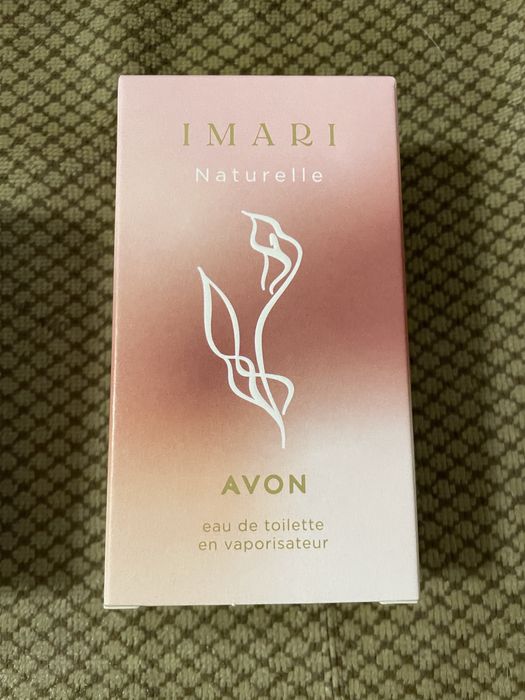 IMARI
Naturelle
AVON
eau de toilette
en vaporisateur